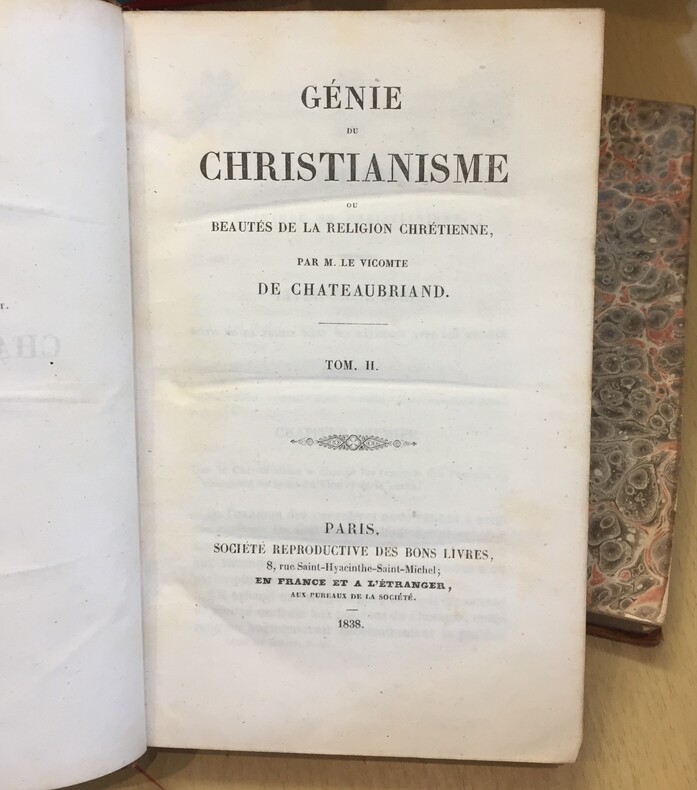 GÉNIE
DU
CHRISTIANISME
OU
BEAUTÉS DE LA RELIGION CHRÉTIENNE,
PAR M. LE VICOMTE
DE CHATEAUBRIAND.
TOM. II.
PARIS,
SOCIÉTÉ REPRODUCTIVE DES BONS LIVRES,
8, rue Saint-Hyacinthe-Saint-Michel;
EN FRANCE ET A L'ÉTRANGER,
AUX PUREAUX DE LA SOCIÉTÉ.
1838.